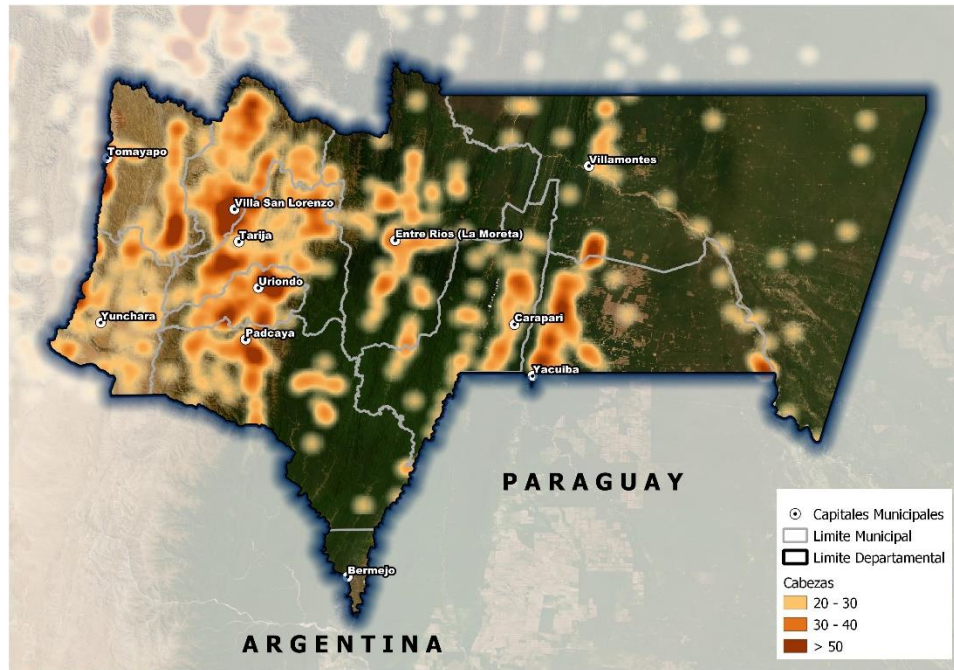 Tomayapo
Villamontes
Villa San Lorenzo
Tarija
Entre Rios (La Moreta)
Uriondo
Yunchara
Carapari
Padcaya
Yacuiba
PARAGUAY
Bermejo
ARGENTINA
Capitales Municipales
Limite Municipal
Limite Departamental
Cabezas
20 - 30
30 - 40
> 50